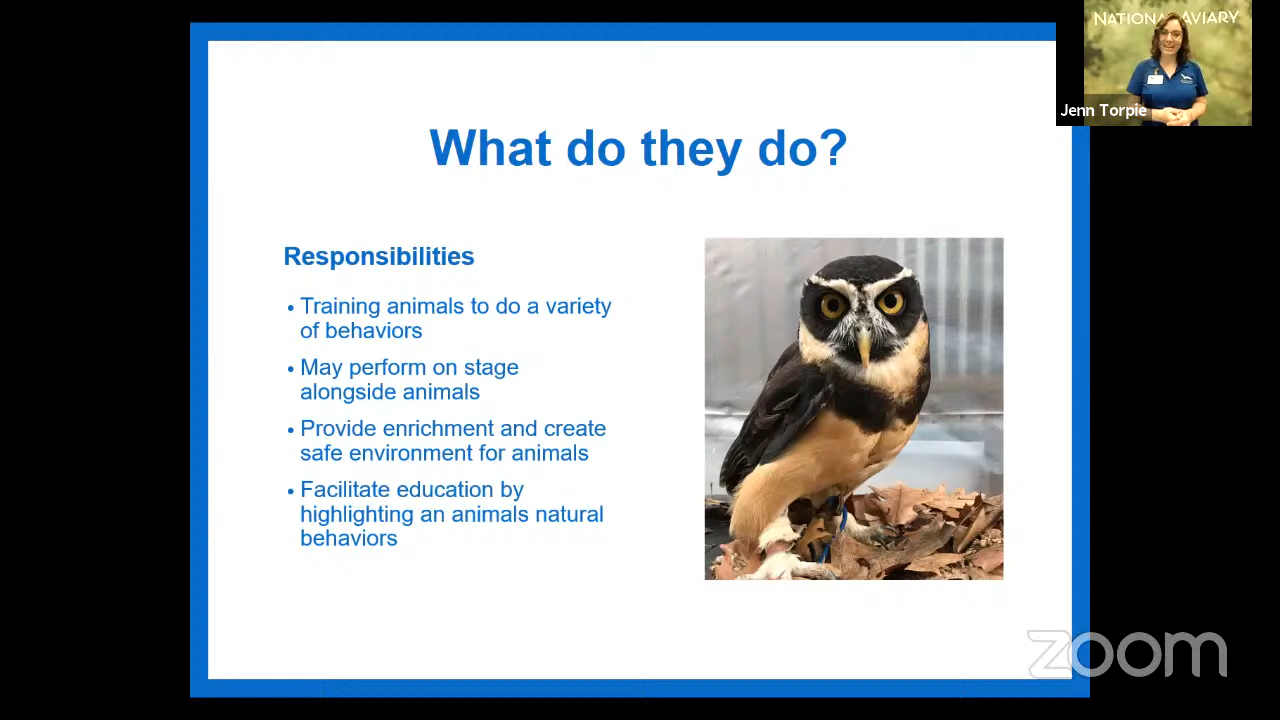 NATIONAL AVIARY
Jenn Torpie
What do they do?
Responsibilities
• Training animals to do a variety
of behaviors
• May perform on stage
alongside animals
• Provide enrichment and create
safe environment for animals
• Facilitate education by
highlighting an animals natural
behaviors
zoom